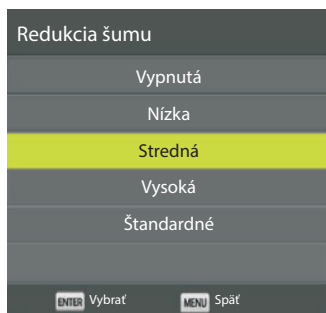 Redukcia šumu
Vypnutá
Nízka
Stredná
Vysoká
Štandardné
ENTER Vybrať MENU Späť